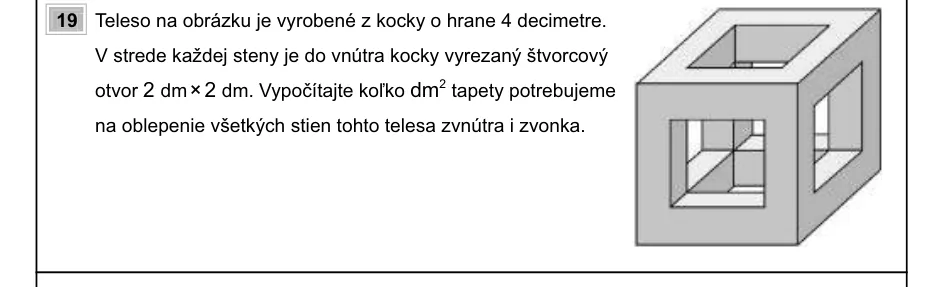 19 Teleso na obrázku je vyrobené z kocky o hrane 4 decimetre.
V strede každej steny je do vnútra kocky vyrezaný štvorcový
otvor 2 dm × 2 dm. Vypočítajte koľko dm² tapety potrebujeme
na oblepenie všetkých stien tohto telesa zvnútra i zvonka.